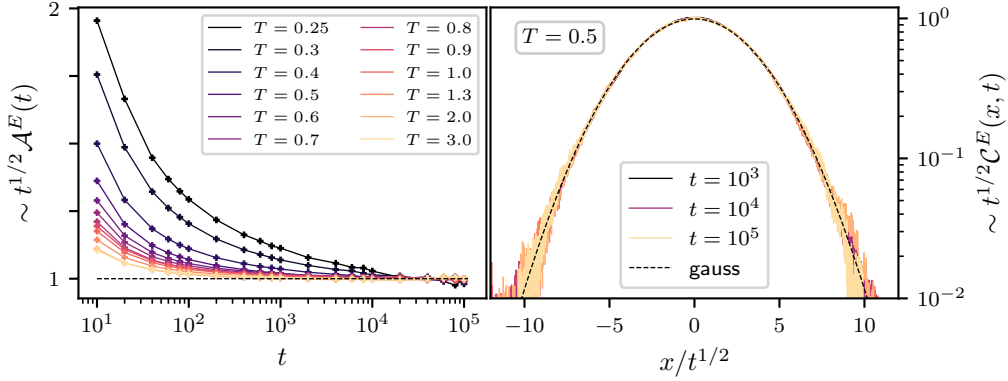 2
1
∼ t^{1/2} 𝒜^E(t)
T = 0.25
T = 0.3
T = 0.4
T = 0.5
T = 0.6
T = 0.7
T = 0.8
T = 0.9
T = 1.0
T = 1.3
T = 2.0
T = 3.0
10^1
10^2
10^3
10^4
10^5
t
T = 0.5
t = 10^3
t = 10^4
t = 10^5
gauss
−10
−5
0
5
10
x/t^{1/2}
10^0
10^{−1}
10^{−2}
∼ t^{1/2} 𝒞^E(x, t)